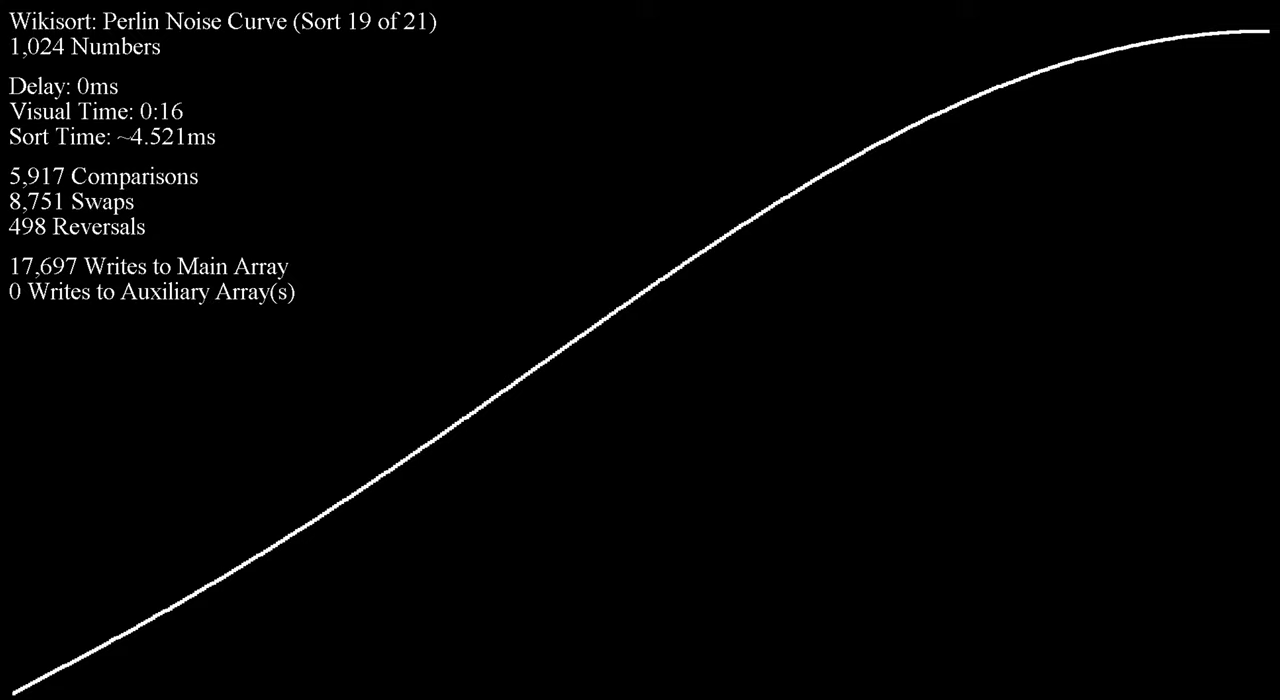 Wikisort: Perlin Noise Curve (Sort 19 of 21)
1,024 Numbers
Delay: 0ms
Visual Time: 0:16
Sort Time: ~4.521ms
5,917 Comparisons
8,751 Swaps
498 Reversals
17,697 Writes to Main Array
0 Writes to Auxiliary Array(s)